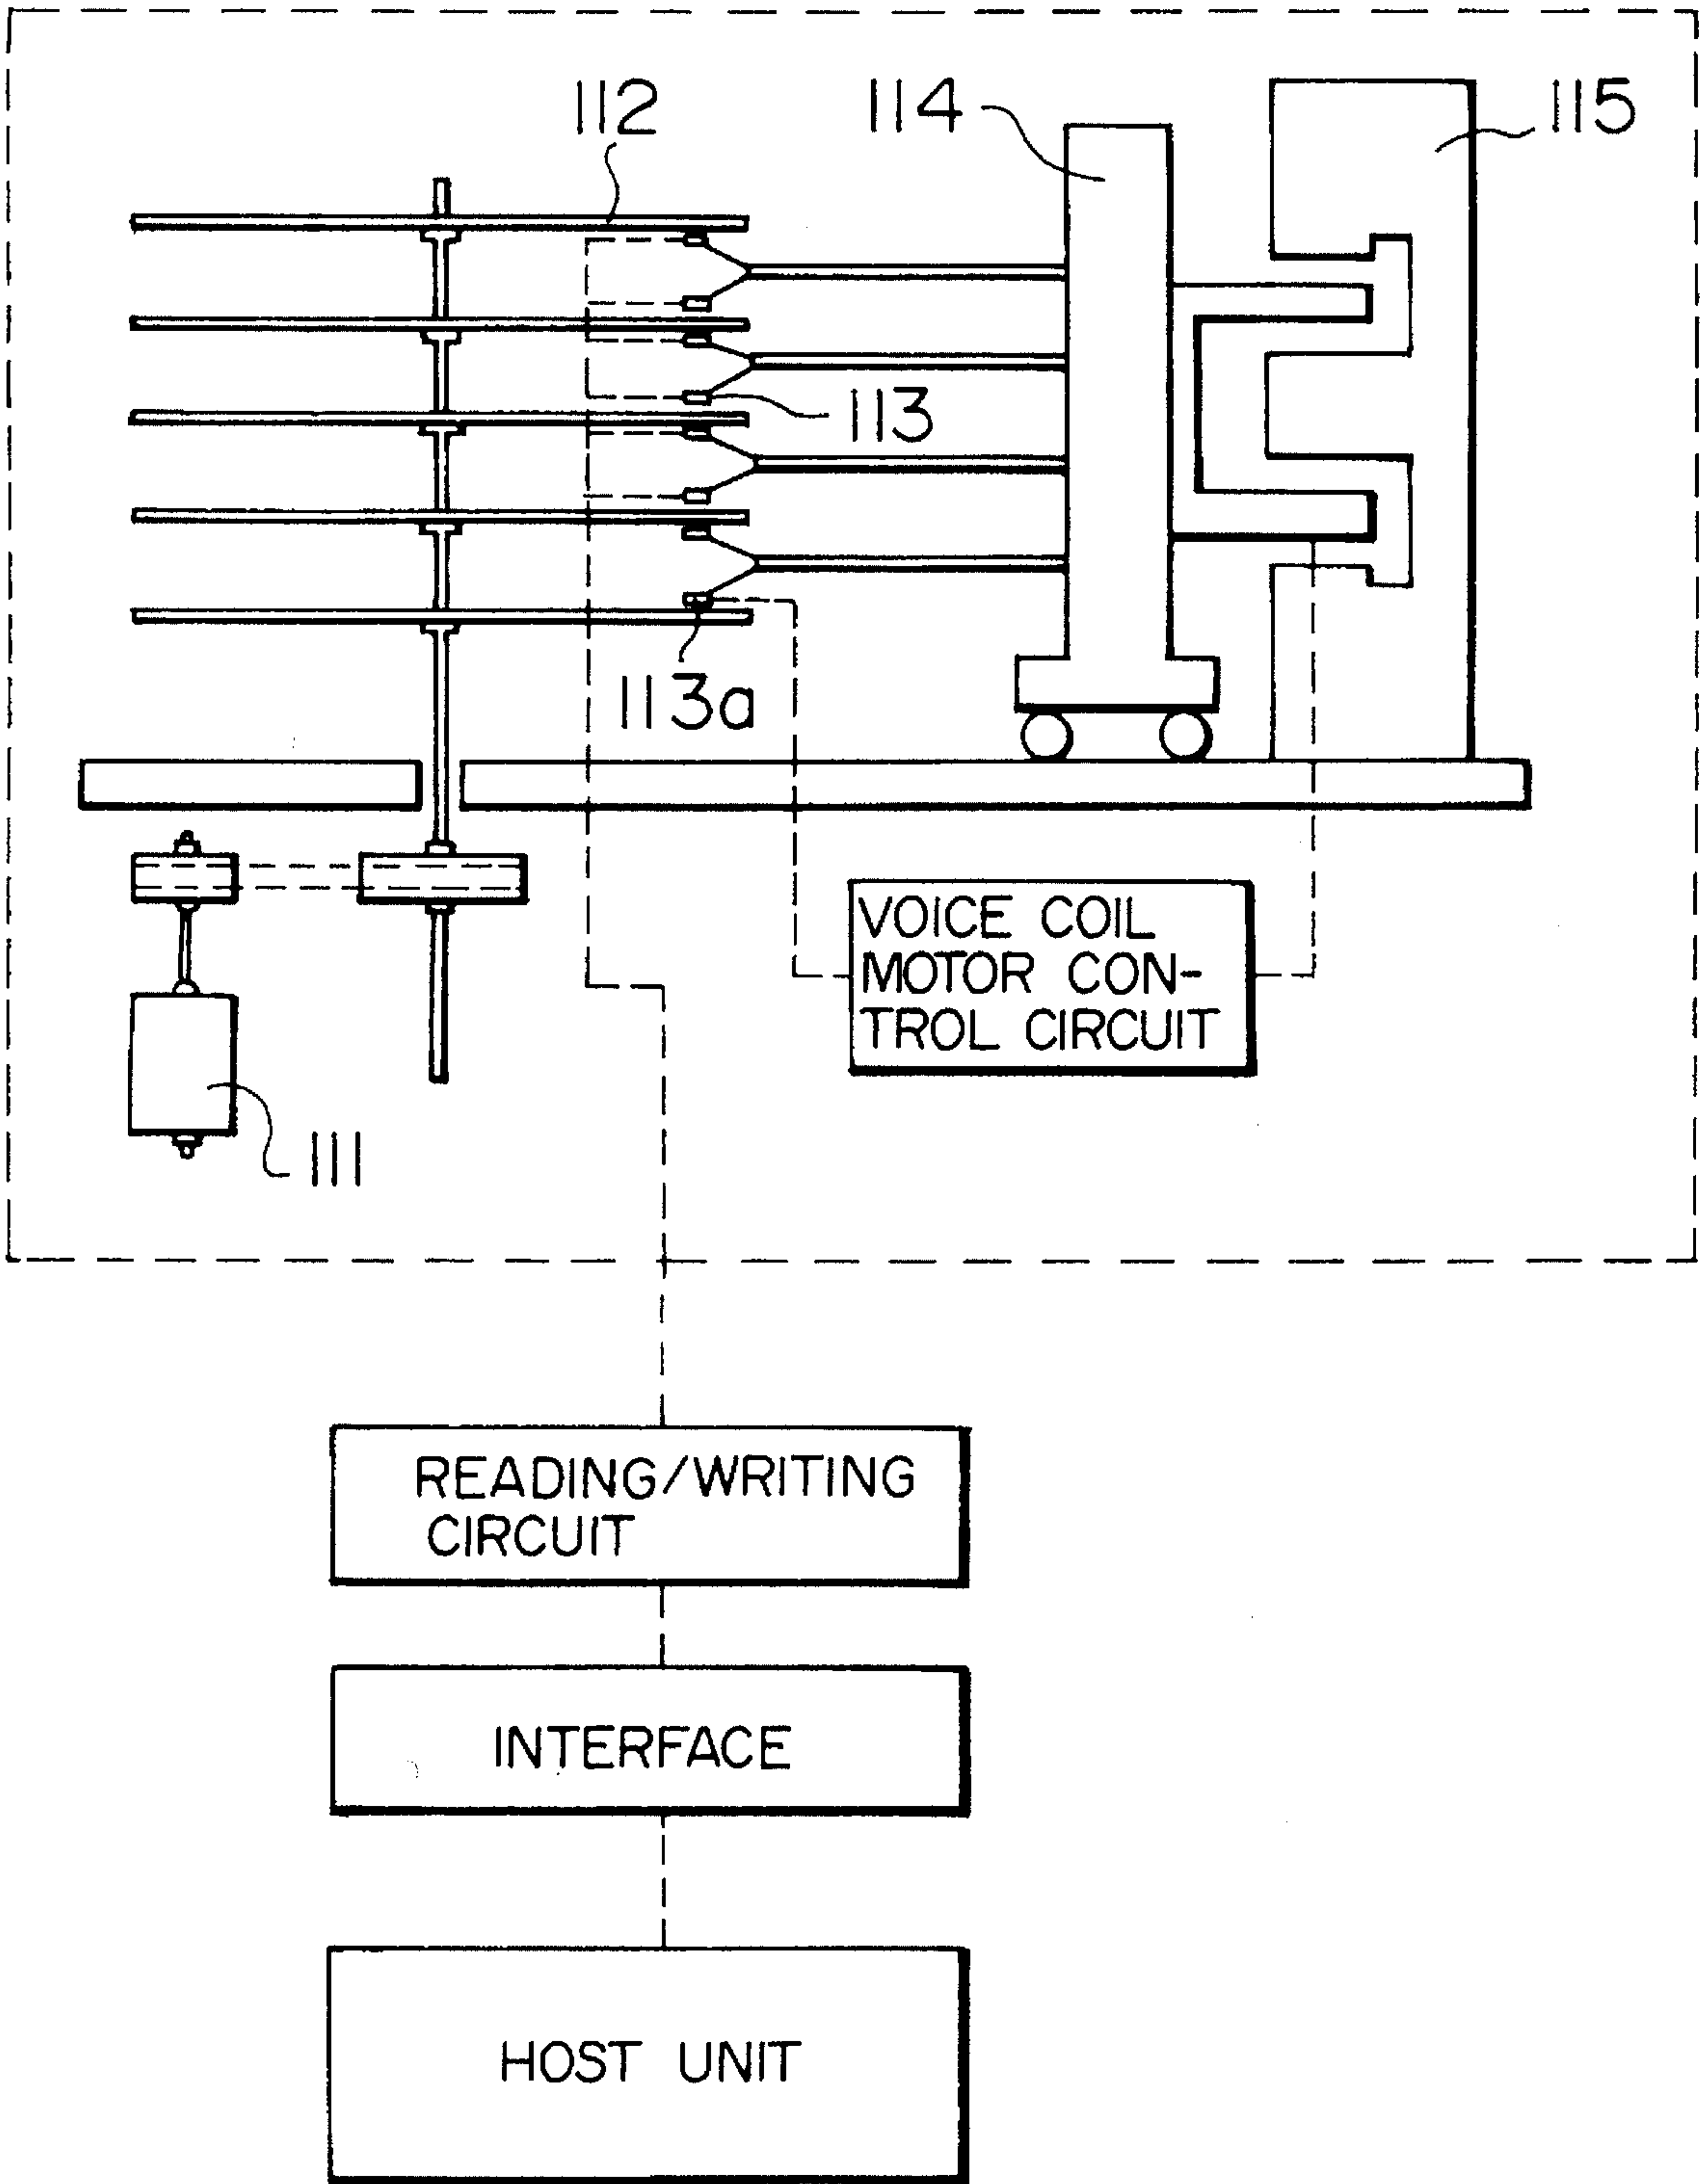 112
114
115
113
113a
VOICE COIL
MOTOR CON-
TROL CIRCUIT
111
READING/WRITING
CIRCUIT
INTERFACE
HOST UNIT